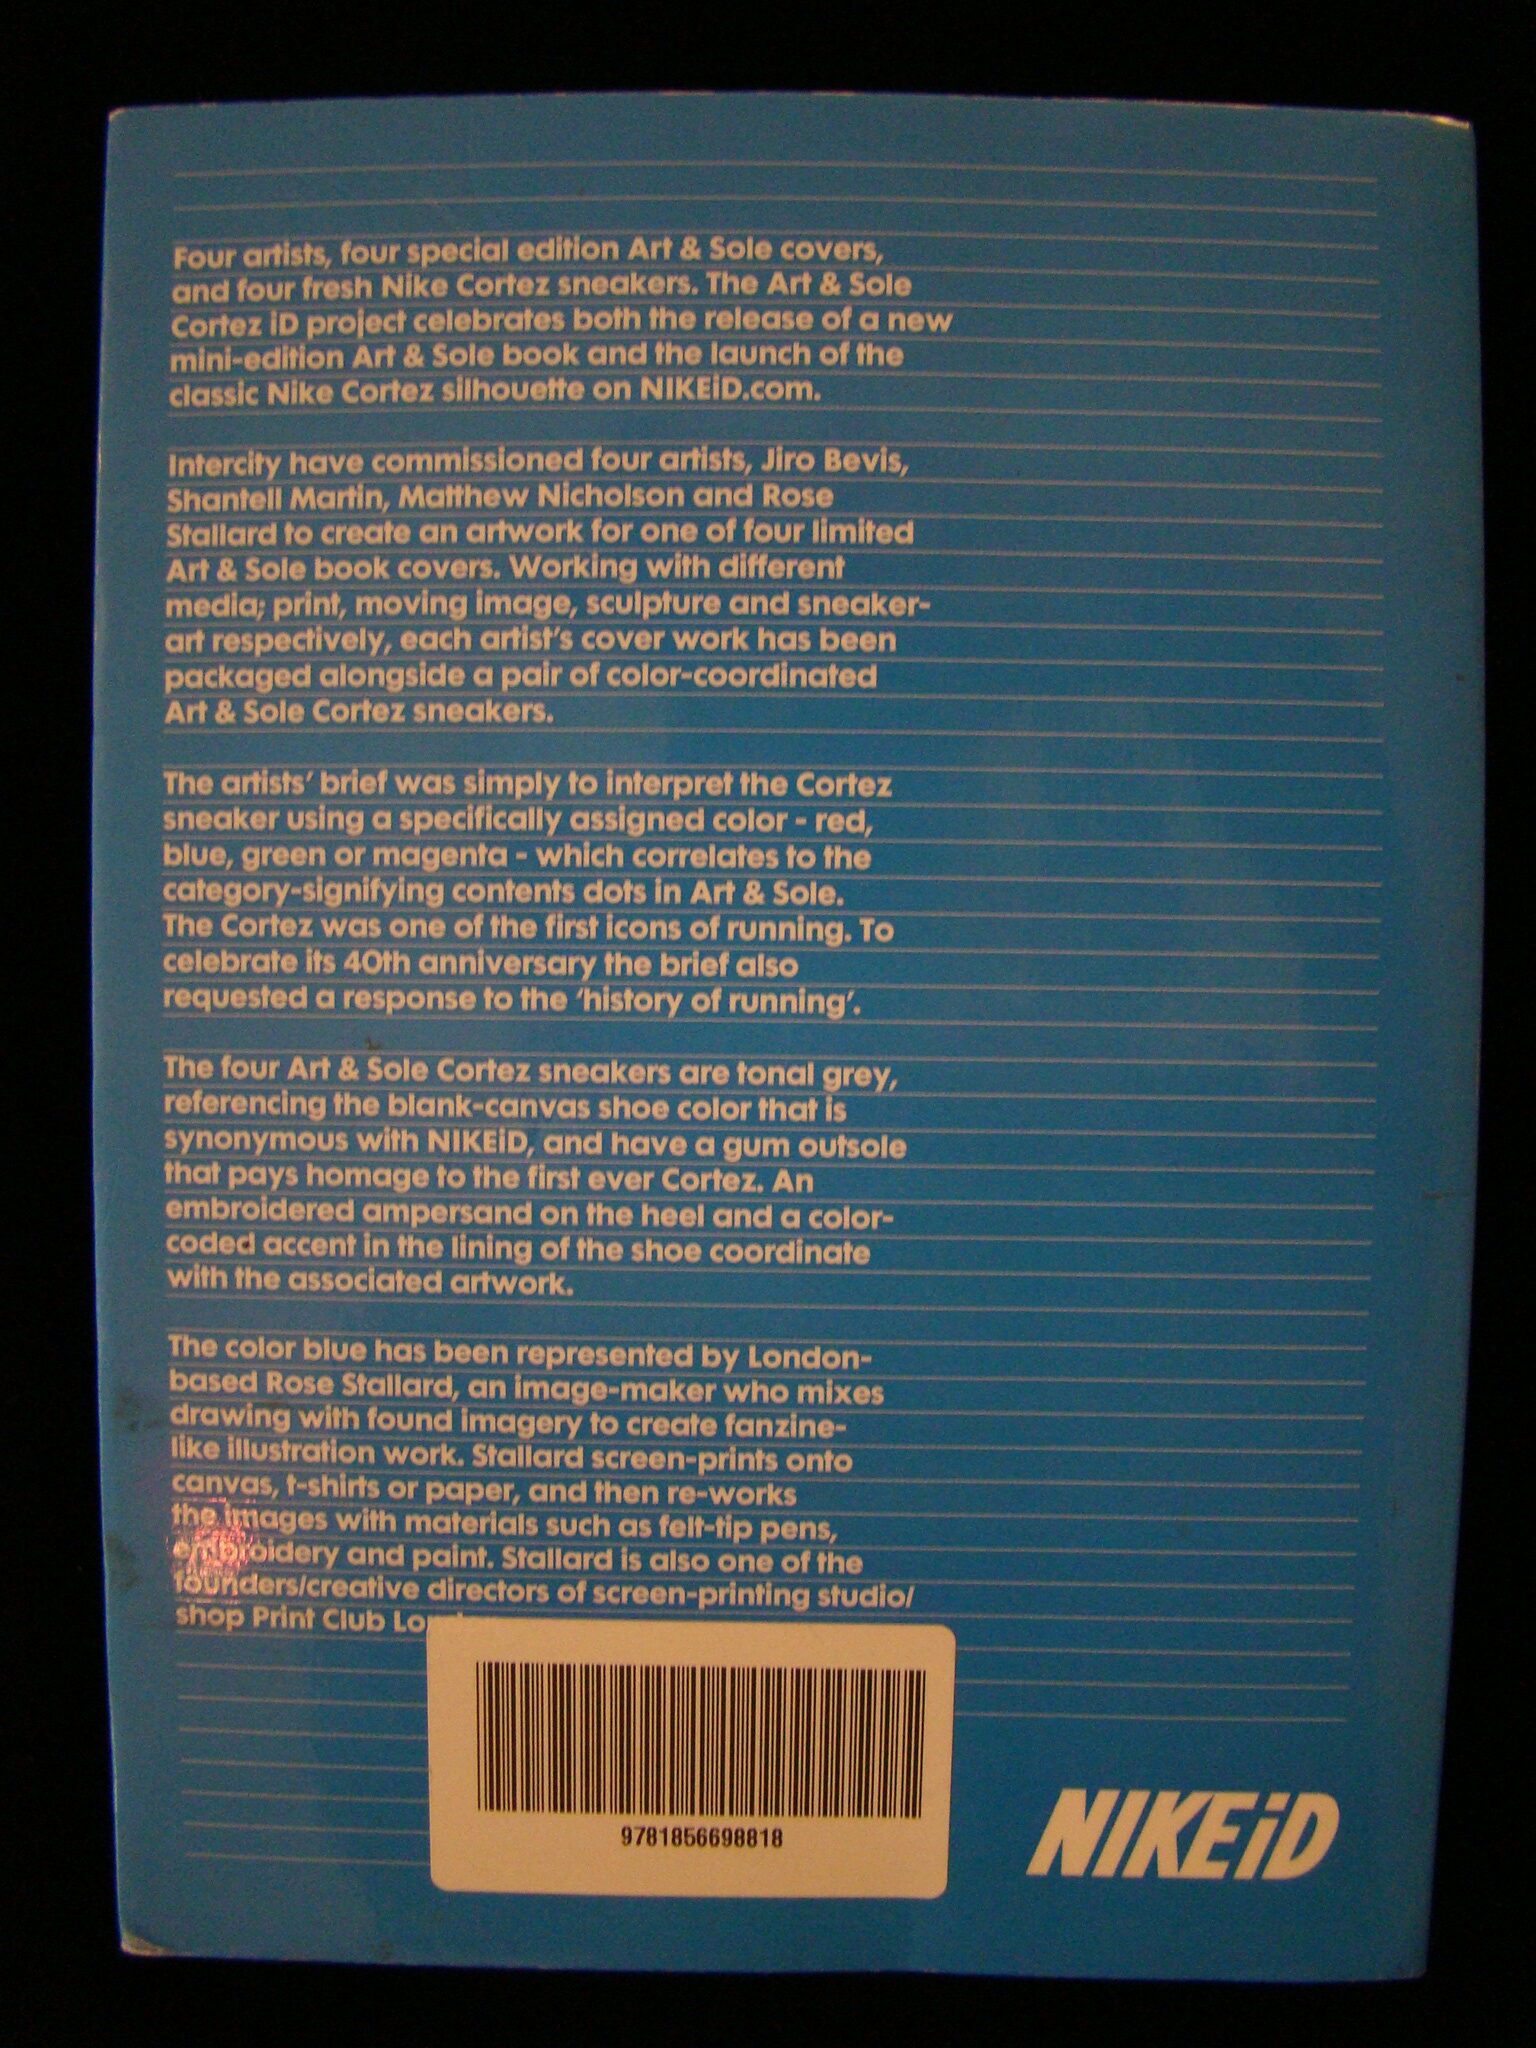 Four artists, four special edition Art & Sole covers,
and four fresh Nike Cortez sneakers. The Art & Sole
Cortez iD project celebrates both the release of a new
mini-edition Art & Sole book and the launch of the
classic Nike Cortez silhouette on NIKEiD.com.
Intercity have commissioned four artists, Jiro Bevis,
Shantell Martin, Matthew Nicholson and Rose
Stallard to create an artwork for one of four limited
Art & Sole book covers. Working with different
media; print, moving image, sculpture and sneaker-
art respectively, each artist's cover work has been
packaged alongside a pair of color-coordinated
Art & Sole Cortez sneakers.
The artists' brief was simply to interpret the Cortez
sneaker using a specifically assigned color - red,
blue, green or magenta - which correlates to the
category-signifying contents dots in Art & Sole.
The Cortez was one of the first icons of running. To
celebrate its 40th anniversary the brief also
requested a response to the 'history of running'.
The four Art & Sole Cortez sneakers are tonal grey,
referencing the blank-canvas shoe color that is
synonymous with NIKEiD, and have a gum outsole
that pays homage to the first ever Cortez. An
embroidered ampersand on the heel and a color-
coded accent in the lining of the shoe coordinate
with the associated artwork.
The color blue has been represented by London-
based Rose Stallard, an image-maker who mixes
drawing with found imagery to create fanzine-
like illustration work. Stallard screen-prints onto
canvas, t-shirts or paper, and then re-works
the images with materials such as felt-tip pens,
embroidery and paint. Stallard is also one of the
founders/creative directors of screen-printing studio/
shop Print Club
9781856698818
NIKEiD